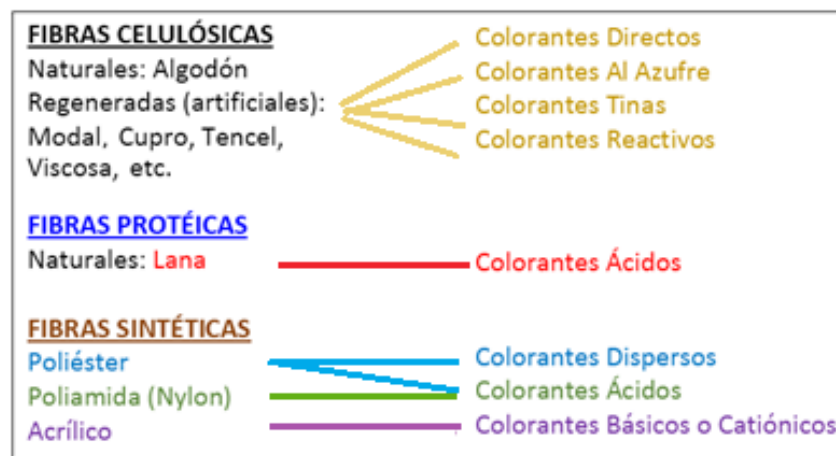 FIBRAS CELULÓSICAS
Naturales: Algodón
Regeneradas (artificiales):
Modal, Cupro, Tencel,
Viscosa, etc.
Colorantes Directos
Colorantes Al Azufre
Colorantes Tinas
Colorantes Reactivos
FIBRAS PROTÉICAS
Naturales: Lana
Colorantes Ácidos
FIBRAS SINTÉTICAS
Poliéster
Poliamida (Nylon)
Acrílico
Colorantes Dispersos
Colorantes Ácidos
Colorantes Básicos o Catiónicos